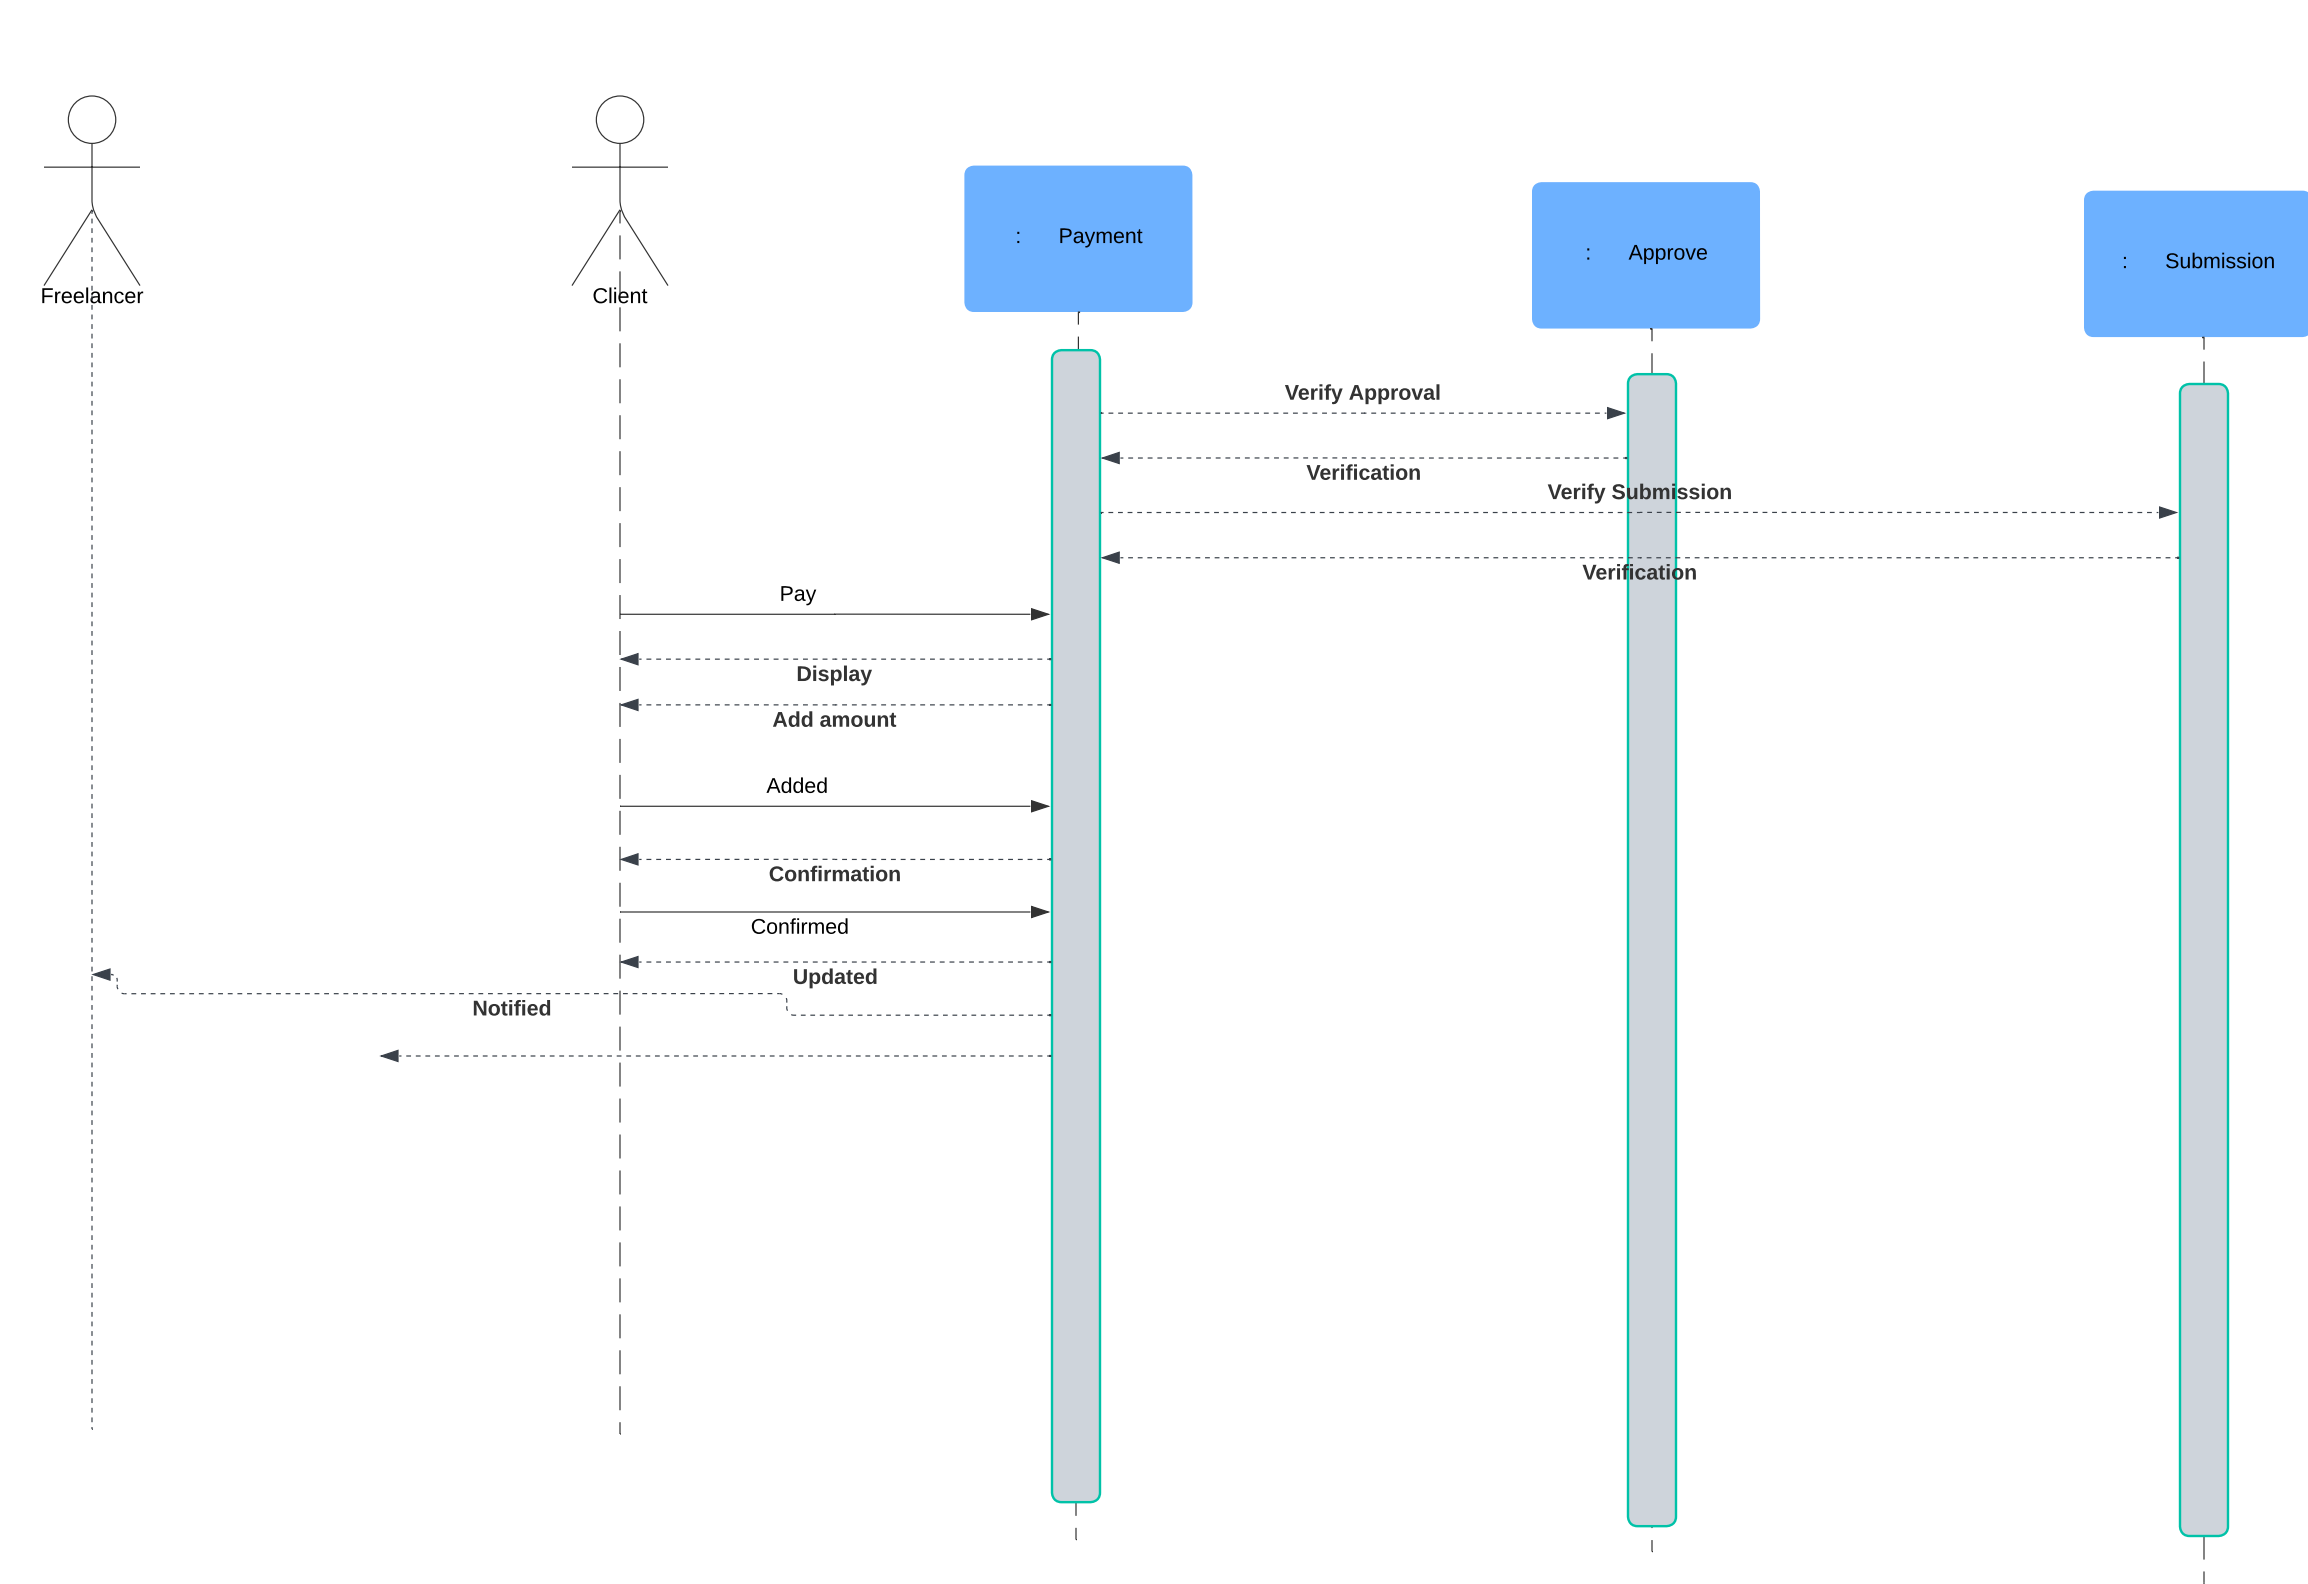 Freelancer
Client
: Payment
: Approve
: Submission
Verify Approval
Verification
Verify Submission
Verification
Pay
Display
Add amount
Added
Confirmation
Confirmed
Updated
Notified